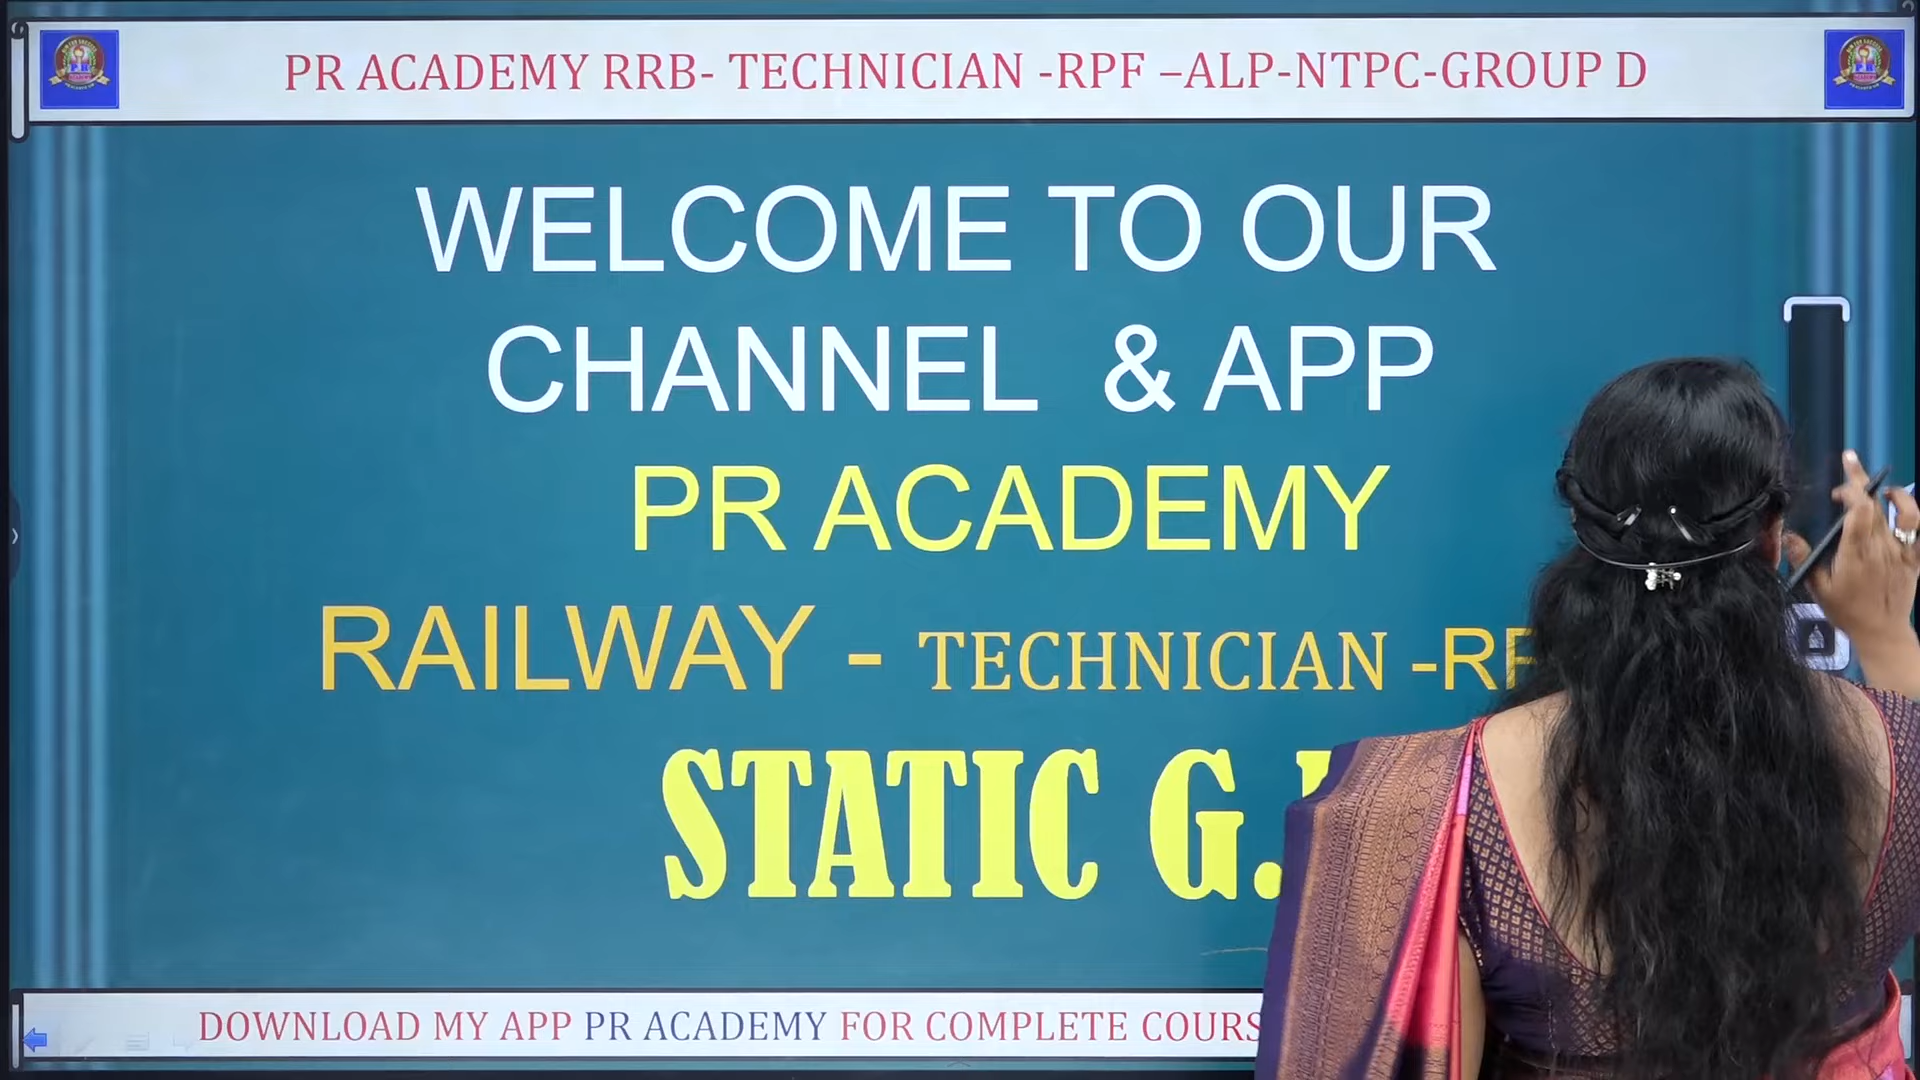 PR ACADEMY RRB- TECHNICIAN -RPF –ALP-NTPC-GROUP D
WELCOME TO OUR
CHANNEL & APP
PR ACADEMY
RAILWAY - TECHNICIAN
STATIC G.
DOWNLOAD MY APP PR ACADEMY FOR COMPLETE